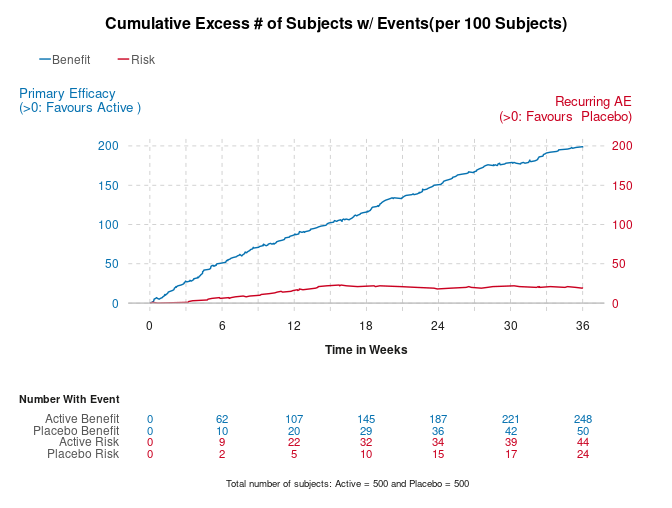 Cumulative Excess # of Subjects w/ Events(per 100 Subjects)
Benefit Risk
Primary Efficacy
(>0: Favours Active )
Recurring AE
(>0: Favours Placebo)
200 200
150 150
100 100
50 50
0 0
0 6 12 18 24 30 36
Time in Weeks
Number With Event
Active Benefit 0 62 107 145 187 221 248
Placebo Benefit 0 10 20 29 36 42 50
Active Risk 0 9 22 32 34 39 44
Placebo Risk 0 2 5 10 15 17 24
Total number of subjects: Active = 500 and Placebo = 500